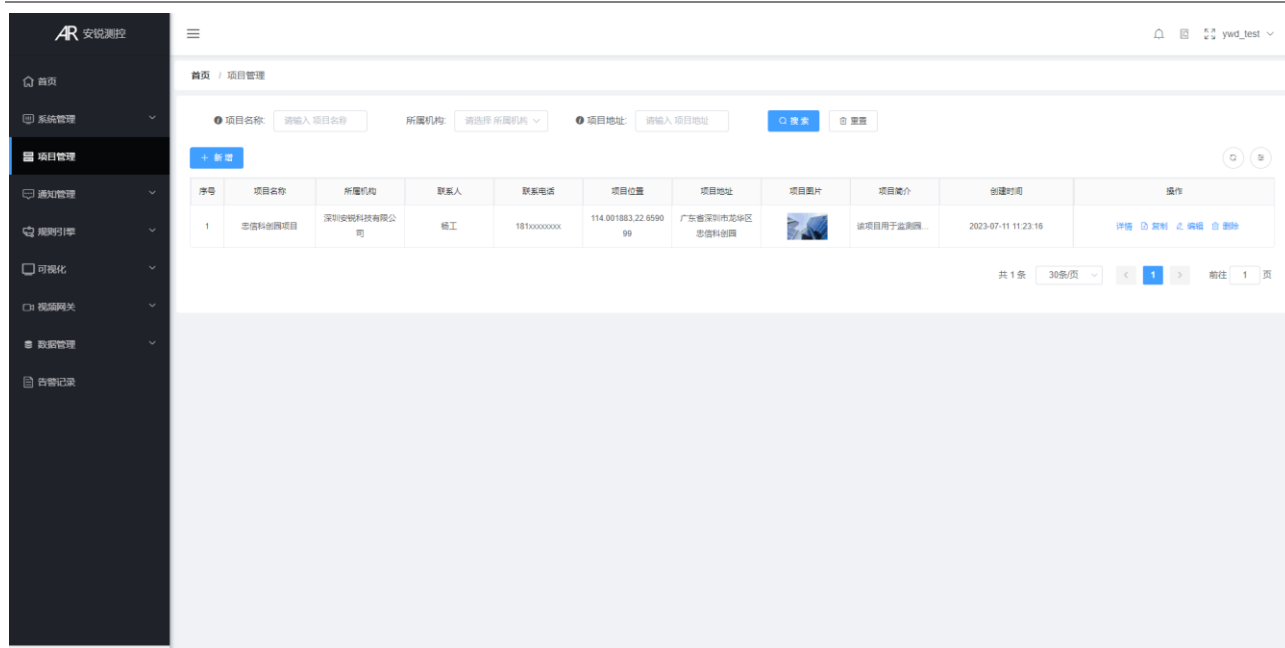 AR 安锐测控
ywd_test
首页
系统管理
项目管理
通知管理
规则引擎
可视化
视频网关
数据管理
告警记录
首页 / 项目管理
项目名称: 请输入 项目名称 所属机构: 请选择 所属机构 项目地址: 请输入 项目地址 搜索 重置
+ 新增
序号 项目名称 所属机构 联系人 联系电话 项目位置 项目地址 项目图片 项目简介 创建时间 操作
1 忠信科创园项目 深圳安锐科技有限公司 杨工 181xxxxxxxx 114.001883,22.659099 广东省深圳市龙华区忠信科创园 该项目用于监测园... 2023-07-11 11:23:16 详情 复制 编辑 删除
共 1 条 30条/页 < 1 > 前往 1 页